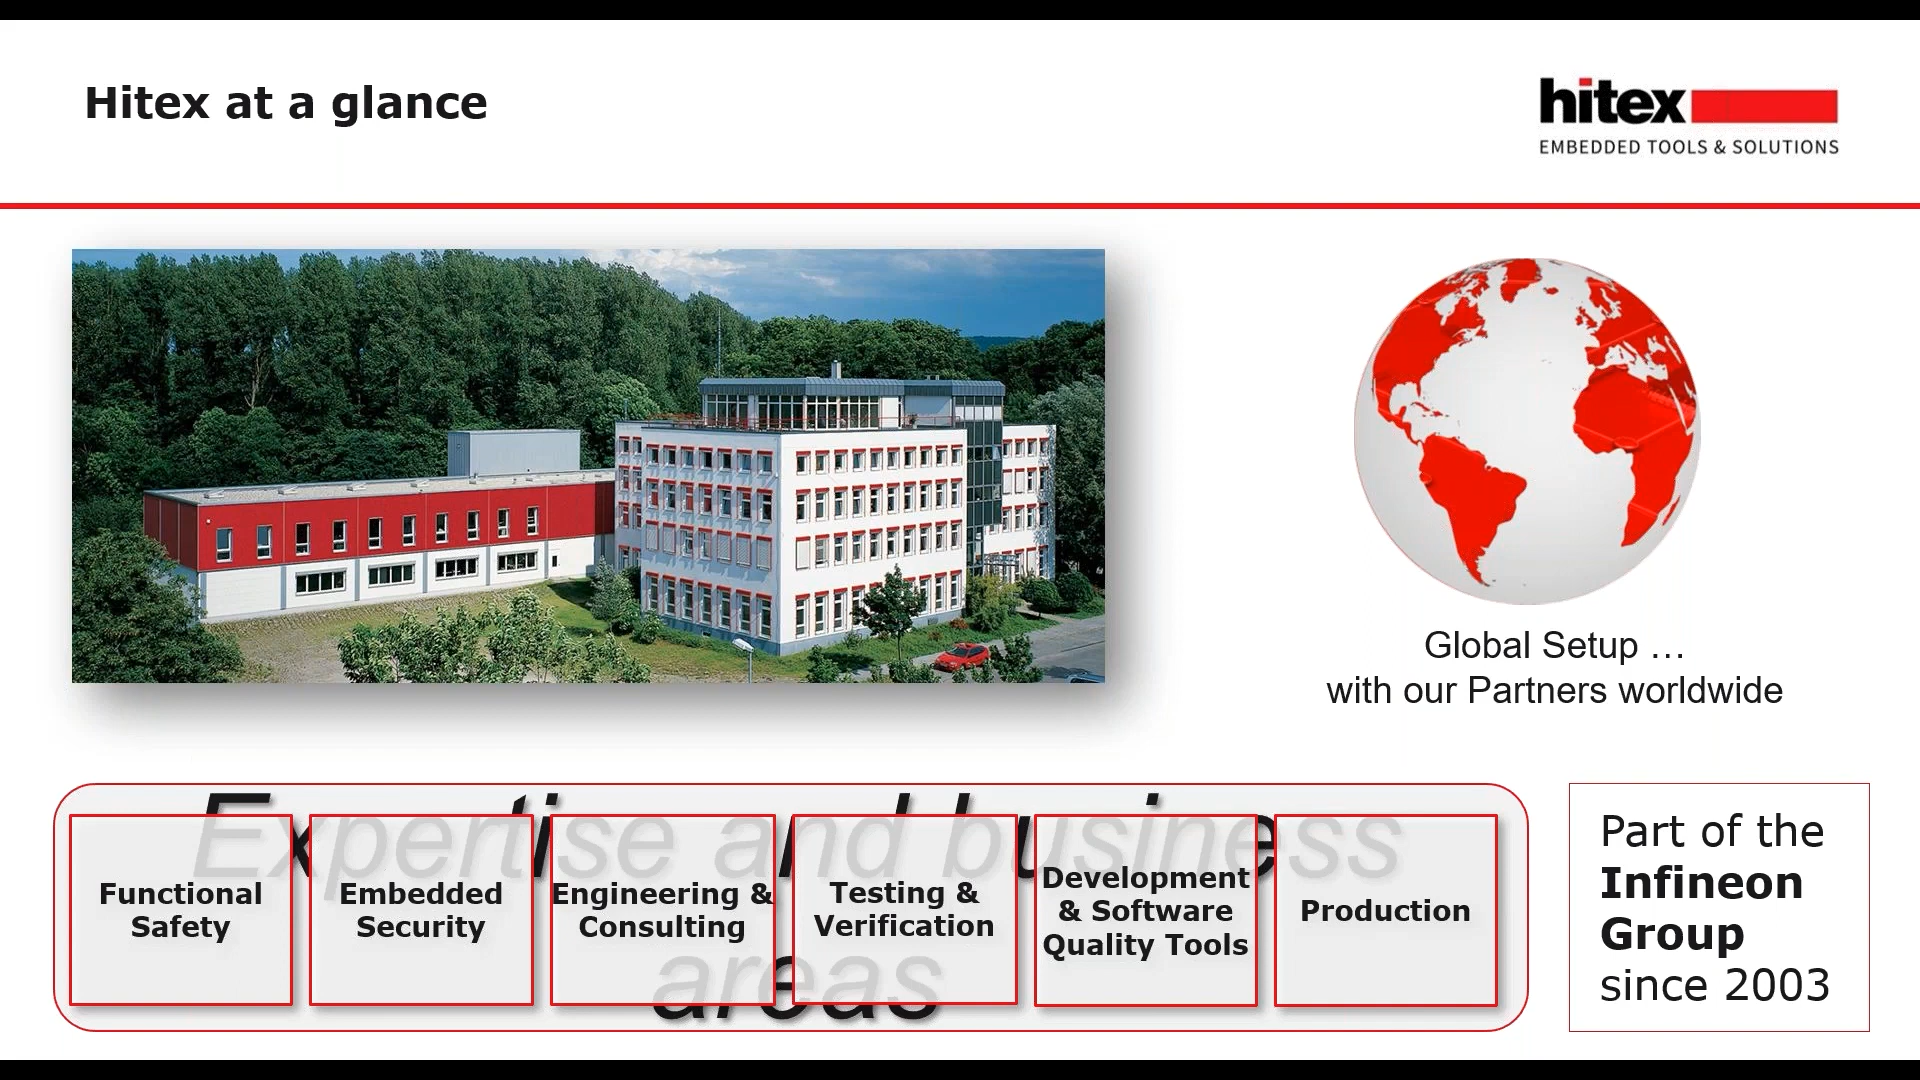 Hitex at a glance
hitex
EMBEDDED TOOLS & SOLUTIONS
Global Setup …
with our Partners worldwide
Expertise and business
areas
Functional
Safety
Embedded
Security
Engineering &
Consulting
Testing &
Verification
Development
& Software
Quality Tools
Production
Part of the
Infineon
Group
since 2003